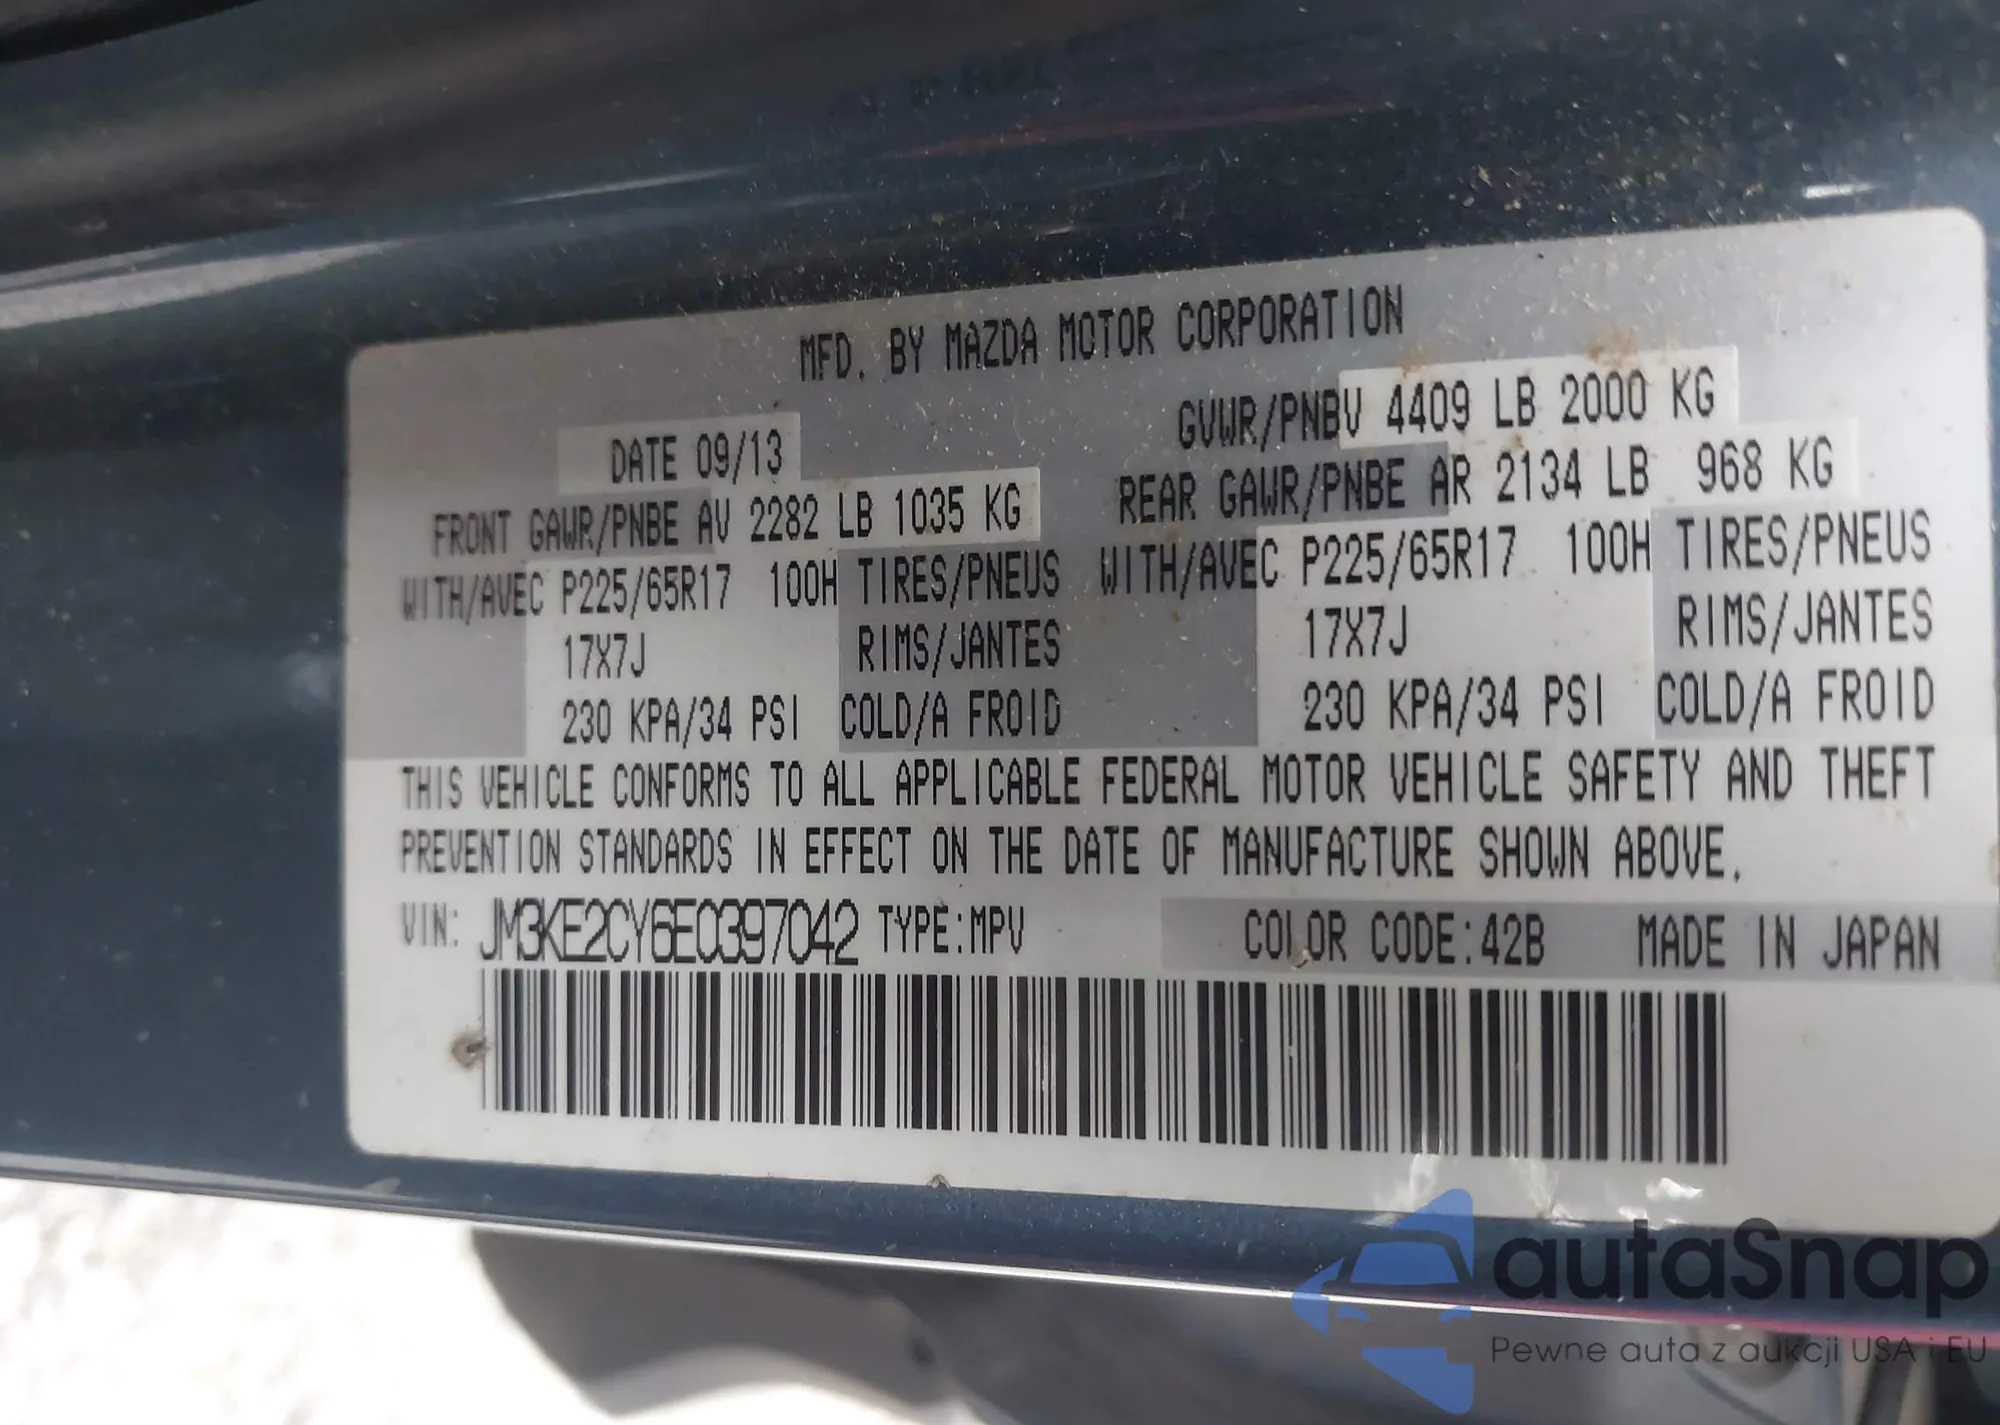 MFD. BY MAZDA MOTOR CORPORATION
DATE 09/13 GVWR/PNBV 4409 LB 2000 KG
FRONT GAWR/PNBE AV 2282 LB 1035 KG REAR GAWR/PNBE AR 2134 LB 968 KG
WITH/AVEC P225/65R17 100H TIRES/PNEUS WITH/AVEC P225/65R17 100H TIRES/PNEUS
17X7J RIMS/JANTES 17X7J RIMS/JANTES
230 KPA/34 PSI COLD/A FROID 230 KPA/34 PSI COLD/A FROID
THIS VEHICLE CONFORMS TO ALL APPLICABLE FEDERAL MOTOR VEHICLE SAFETY AND THEFT
PREVENTION STANDARDS IN EFFECT ON THE DATE OF MANUFACTURE SHOWN ABOVE.
VIN: JM3KE2CY6E0397042 TYPE:MPV COLOR CODE:42B MADE IN JAPAN
autaSnap
Pewne auta z aukcji USA i EU